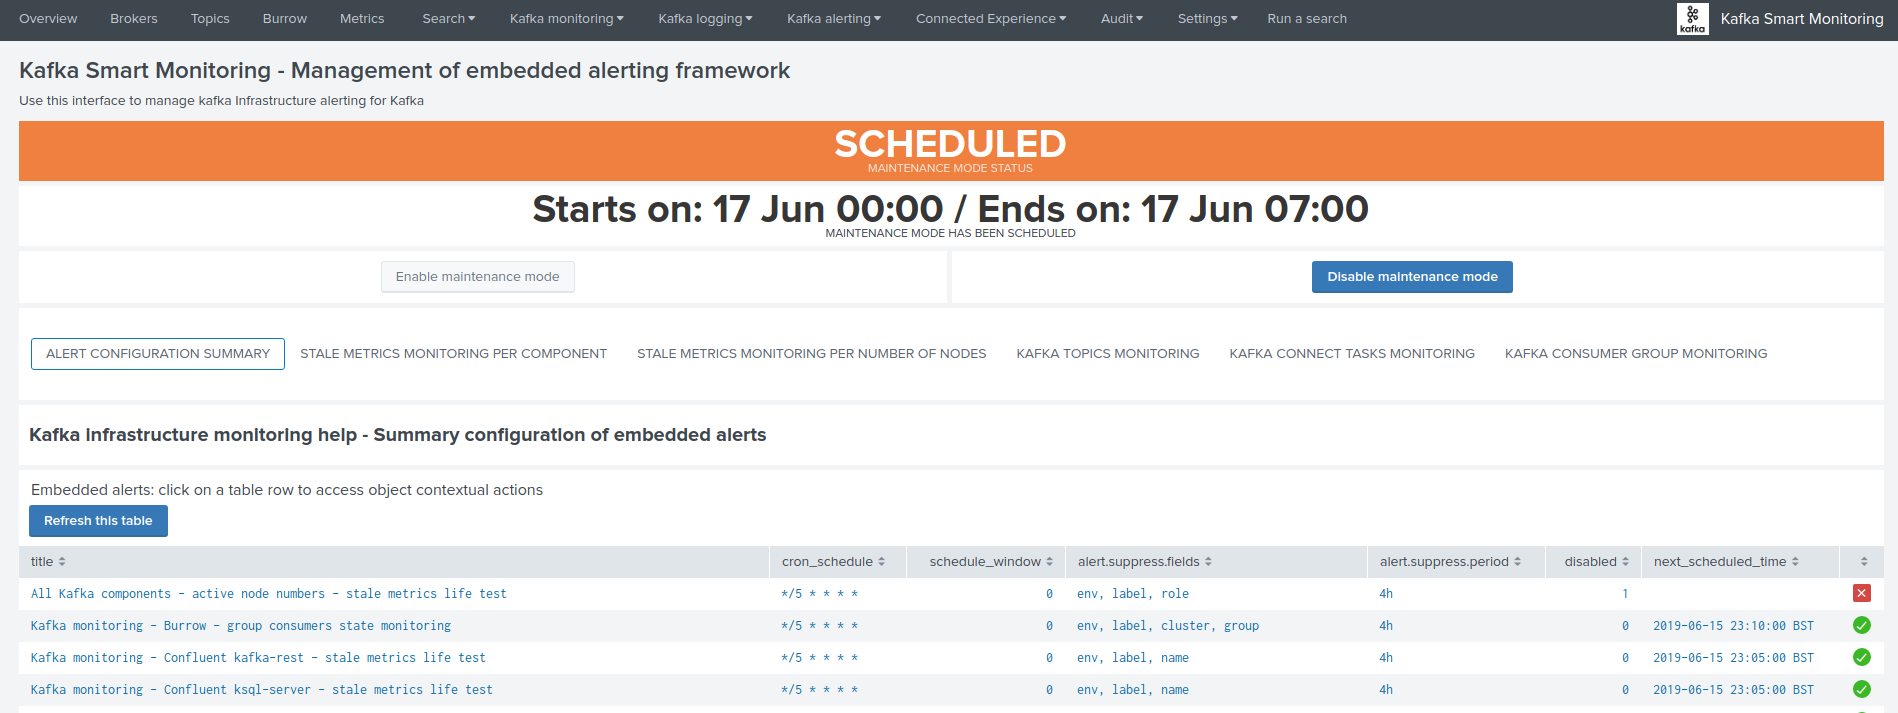 Overview Brokers Topics Burrow Metrics Search Kafka monitoring Kafka logging Kafka alerting Connected Experience Audit Settings Run a search kafka Kafka Smart Monitoring
Kafka Smart Monitoring - Management of embedded alerting framework
Use this interface to manage kafka Infrastructure alerting for Kafka
SCHEDULED
MAINTENANCE MODE STATUS
Starts on: 17 Jun 00:00 / Ends on: 17 Jun 07:00
MAINTENANCE MODE HAS BEEN SCHEDULED
Enable maintenance mode Disable maintenance mode
ALERT CONFIGURATION SUMMARY STALE METRICS MONITORING PER COMPONENT STALE METRICS MONITORING PER NUMBER OF NODES KAFKA TOPICS MONITORING KAFKA CONNECT TASKS MONITORING KAFKA CONSUMER GROUP MONITORING
Kafka Infrastructure monitoring help - Summary configuration of embedded alerts
Embedded alerts: click on a table row to access object contextual actions
Refresh this table
title cron_schedule schedule_window alert.suppress.fields alert.suppress.period disabled next_scheduled_time
All Kafka components - active node numbers - stale metrics life test */5 * * * * 0 env, label, role 4h 1
Kafka monitoring - Burrow - group consumers state monitoring */5 * * * * 0 env, label, cluster, group 4h 0 2019-06-15 23:10:00 BST
Kafka monitoring - Confluent kafka-rest - stale metrics life test */5 * * * * 0 env, label, name 4h 0 2019-06-15 23:05:00 BST
Kafka monitoring - Confluent ksql-server - stale metrics life test */5 * * * * 0 env, label, name 4h 0 2019-06-15 23:05:00 BST